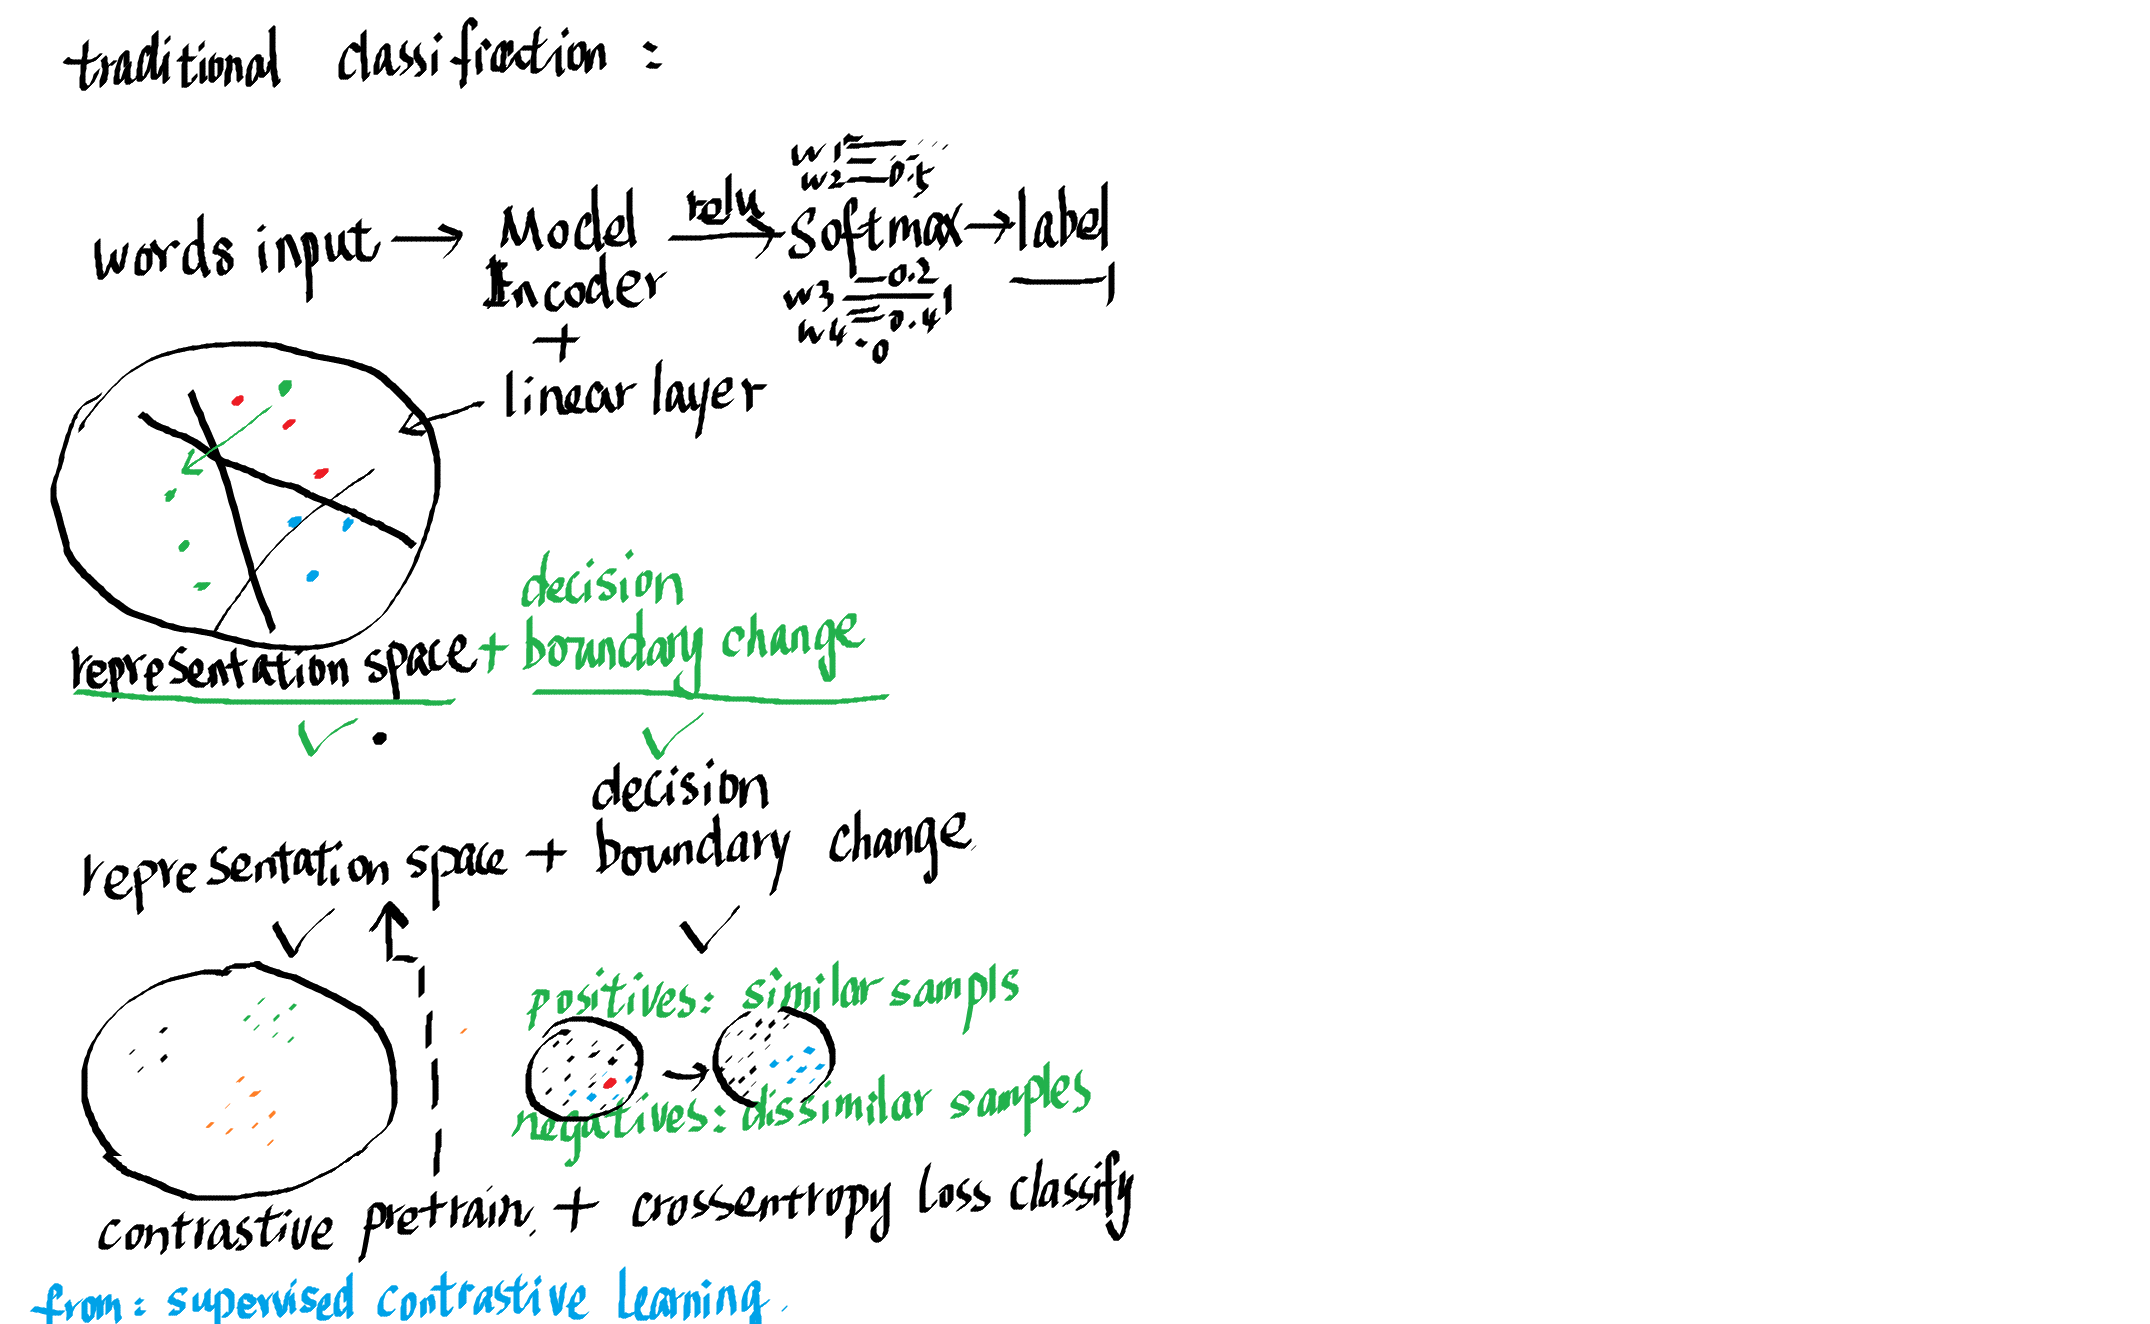 traditional classification :
w1 =
w2 = 0.5
words input → Model relu Softmax → label
Encoder
-0.2
w3
1
w4 = 0.4
0
+
linear layer
decision
representation space + boundary change
decision
representation space + boundary change
positives: similar sampls
negatives: dissimilar samples
contrastive pretrain + crossentropy loss classify
from: supervised contrastive learning